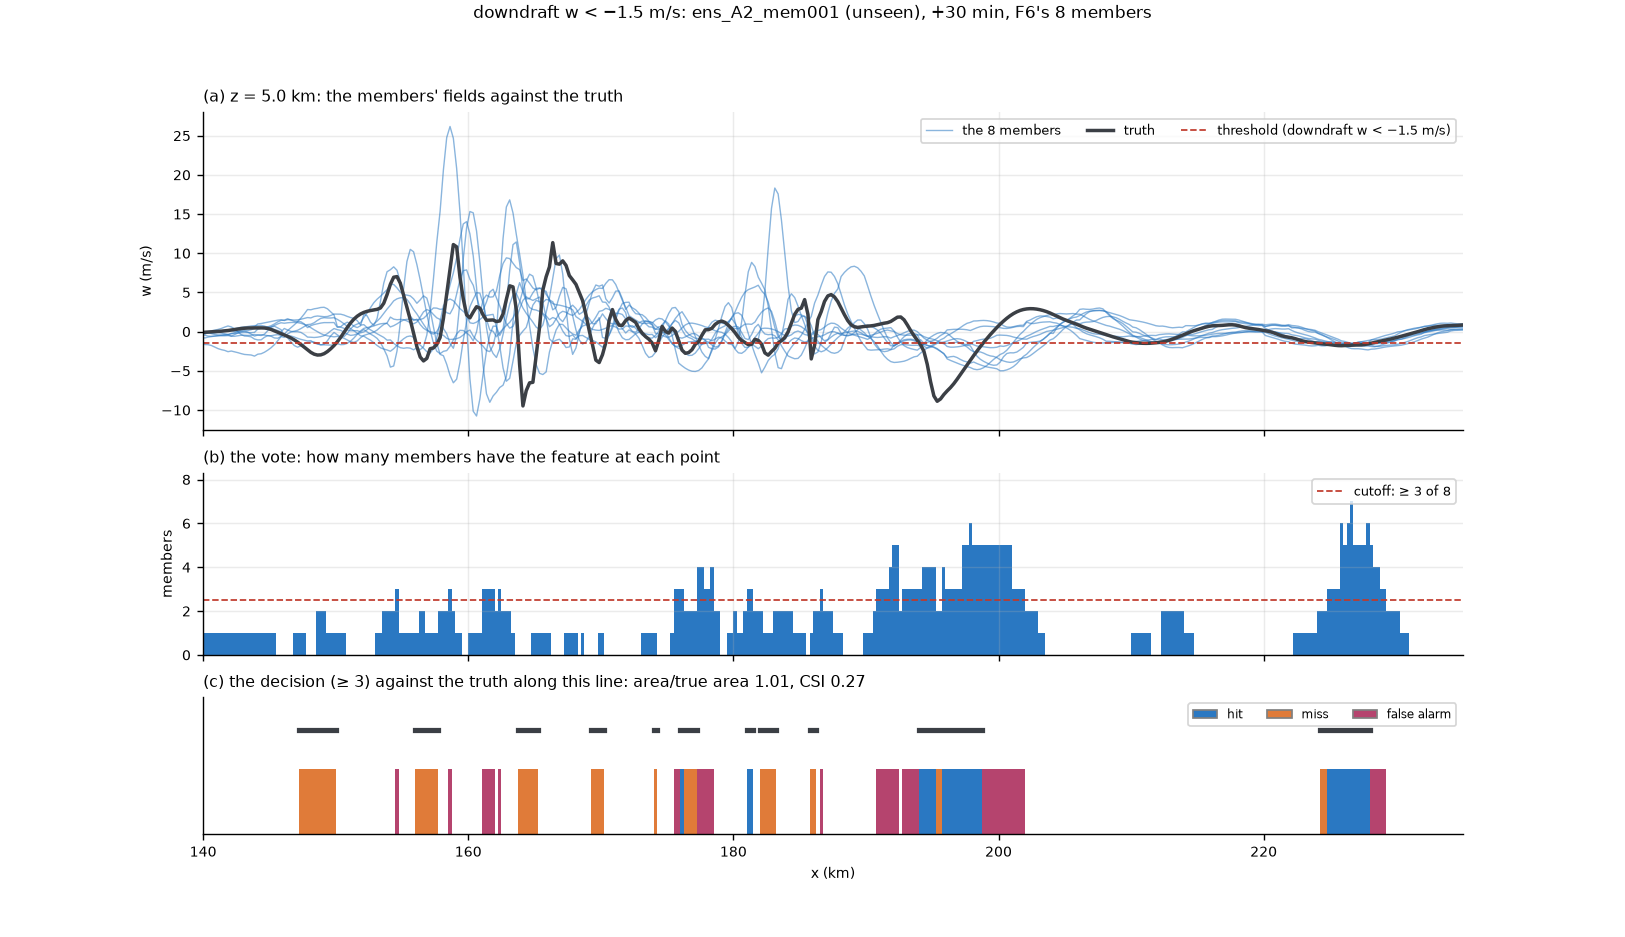 downdraft w < −1.5 m/s: ens_A2_mem001 (unseen), +30 min, F6's 8 members
(a) z = 5.0 km: the members' fields against the truth
the 8 members
truth
threshold (downdraft w < −1.5 m/s)
25
20
15
10
5
0
−5
−10
w (m/s)
(b) the vote: how many members have the feature at each point
cutoff: ≥ 3 of 8
8
6
4
2
0
members
(c) the decision (≥ 3) against the truth along this line: area/true area 1.01, CSI 0.27
hit
miss
false alarm
140
160
180
200
220
x (km)